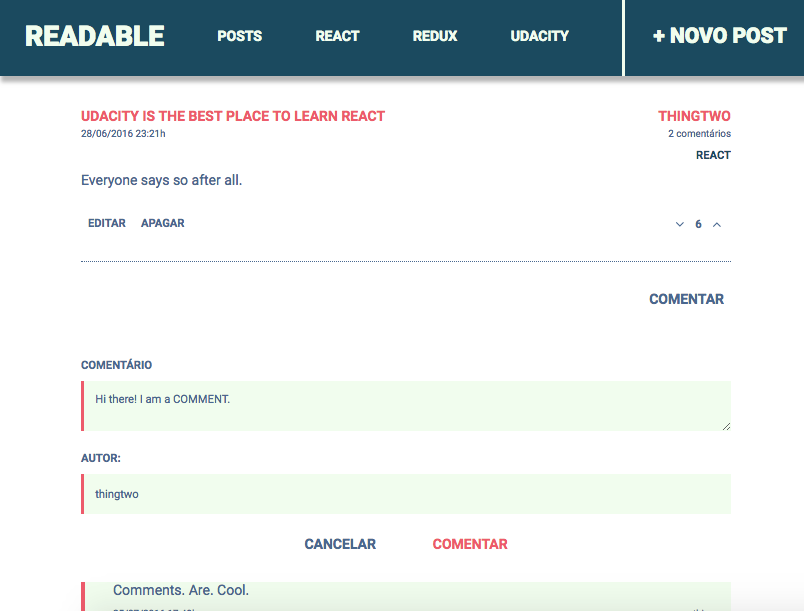 READABLE POSTS REACT REDUX UDACITY + NOVO POST
UDACITY IS THE BEST PLACE TO LEARN REACT THINGTWO
28/06/2016 23:21h 2 comentários
REACT
Everyone says so after all.
EDITAR APAGAR 6
COMENTAR
COMENTÁRIO
Hi there! I am a COMMENT.
AUTOR:
thingtwo
CANCELAR COMENTAR
Comments. Are. Cool.